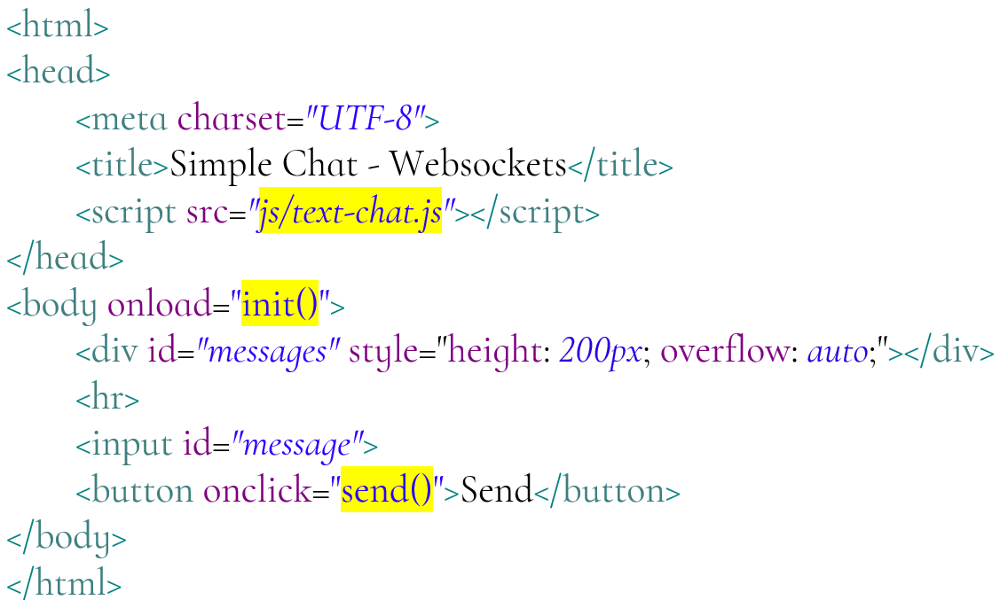 <html>
<head>
<meta charset="UTF-8">
<title>Simple Chat - Websockets</title>
<script src="js/text-chat.js"></script>
</head>
<body onload="init()">
<div id="messages" style="height: 200px; overflow: auto;"></div>
<hr>
<input id="message">
<button onclick="send()">Send</button>
</body>
</html>